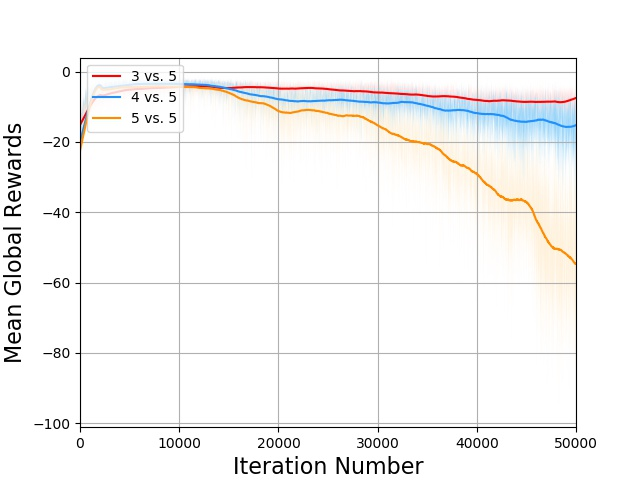 3 vs. 5
4 vs. 5
5 vs. 5
0
−20
−40
−60
−80
−100
Mean Global Rewards
0 10000 20000 30000 40000 50000
Iteration Number